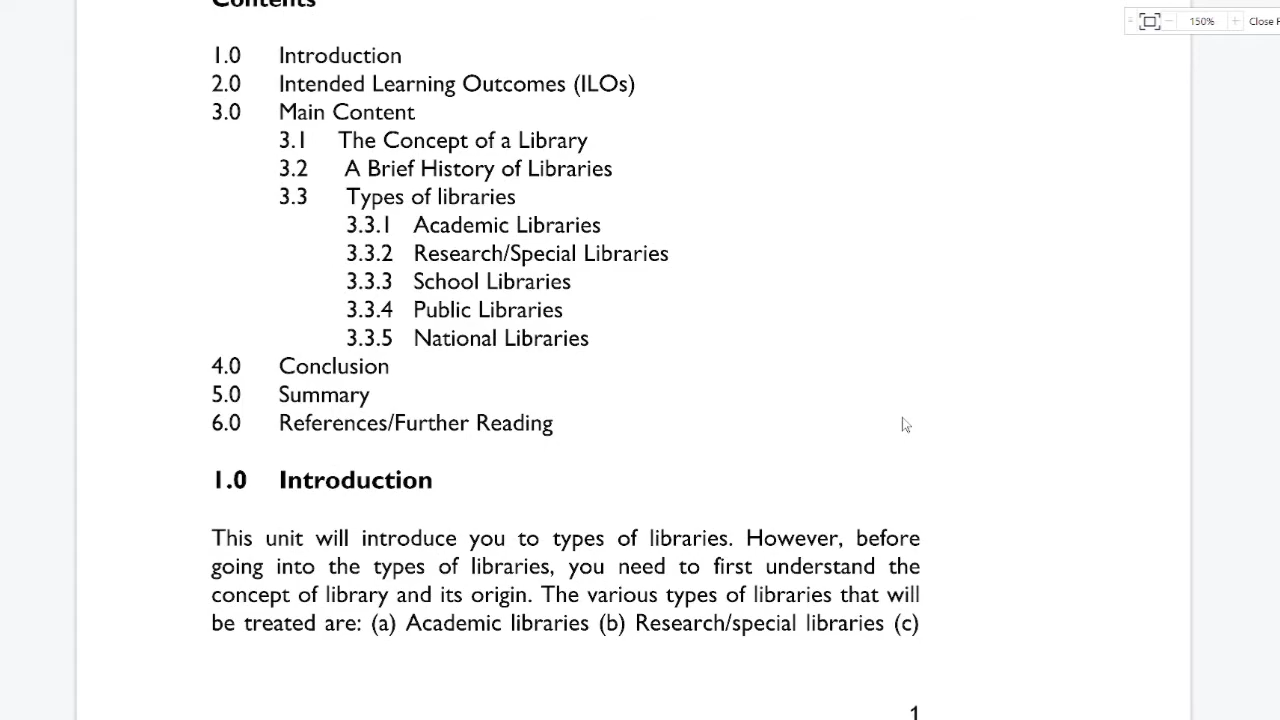 Contents
150%
Close
1.0 Introduction
2.0 Intended Learning Outcomes (ILOs)
3.0 Main Content
3.1 The Concept of a Library
3.2 A Brief History of Libraries
3.3 Types of libraries
3.3.1 Academic Libraries
3.3.2 Research/Special Libraries
3.3.3 School Libraries
3.3.4 Public Libraries
3.3.5 National Libraries
4.0 Conclusion
5.0 Summary
6.0 References/Further Reading
1.0 Introduction
This unit will introduce you to types of libraries. However, before
going into the types of libraries, you need to first understand the
concept of library and its origin. The various types of libraries that will
be treated are: (a) Academic libraries (b) Research/special libraries (c)
1